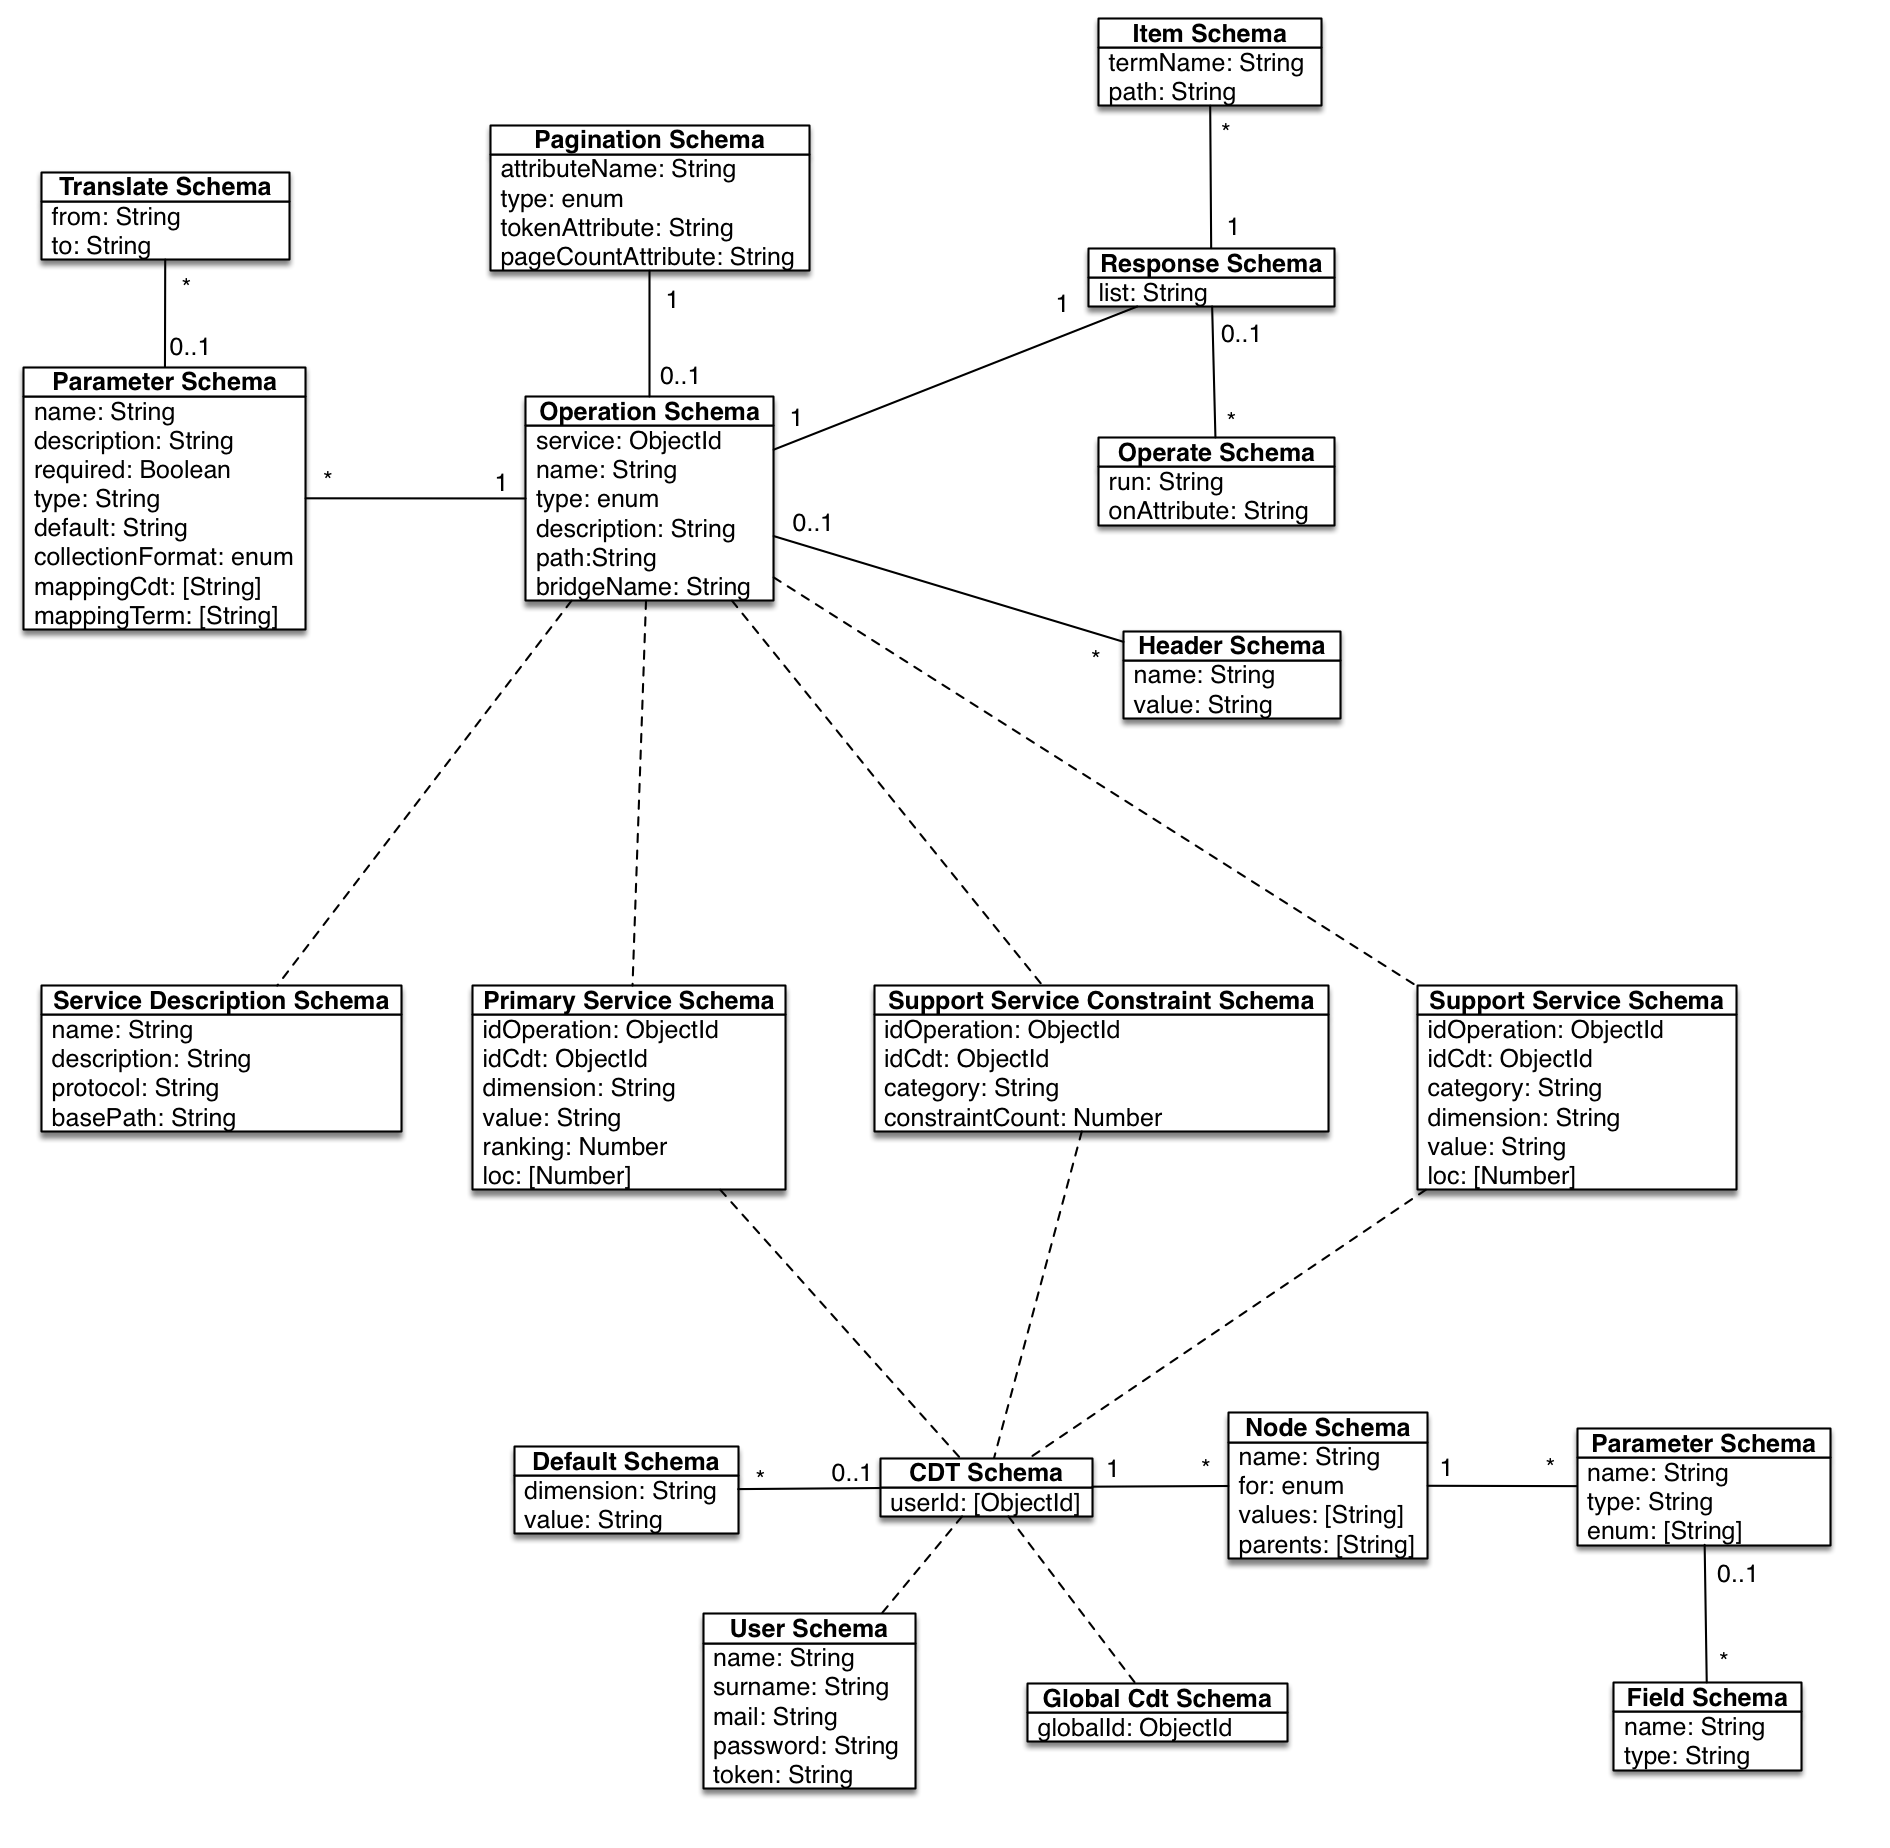 Item Schema
termName: String
path: String
*
1
Pagination Schema
attributeName: String
type: enum
tokenAttribute: String
pageCountAttribute: String
1
0..1
Translate Schema
from: String
to: String
*
0..1
Response Schema
list: String
1
0..1
1
*
Parameter Schema
name: String
description: String
required: Boolean
type: String
default: String
collectionFormat: enum
mappingCdt: [String]
mappingTerm: [String]
*
1
Operation Schema
service: ObjectId
name: String
type: enum
description: String
path:String
bridgeName: String
0..1
*
Operate Schema
run: String
onAttribute: String
Header Schema
name: String
value: String
Service Description Schema
name: String
description: String
protocol: String
basePath: String
Primary Service Schema
idOperation: ObjectId
idCdt: ObjectId
dimension: String
value: String
ranking: Number
loc: [Number]
Support Service Constraint Schema
idOperation: ObjectId
idCdt: ObjectId
category: String
constraintCount: Number
Support Service Schema
idOperation: ObjectId
idCdt: ObjectId
category: String
dimension: String
value: String
loc: [Number]
Default Schema
dimension: String
value: String
*
0..1
CDT Schema
userId: [ObjectId]
1
*
Node Schema
name: String
for: enum
values: [String]
parents: [String]
1
*
Parameter Schema
name: String
type: String
enum: [String]
0..1
*
User Schema
name: String
surname: String
mail: String
password: String
token: String
Global Cdt Schema
globalId: ObjectId
Field Schema
name: String
type: String